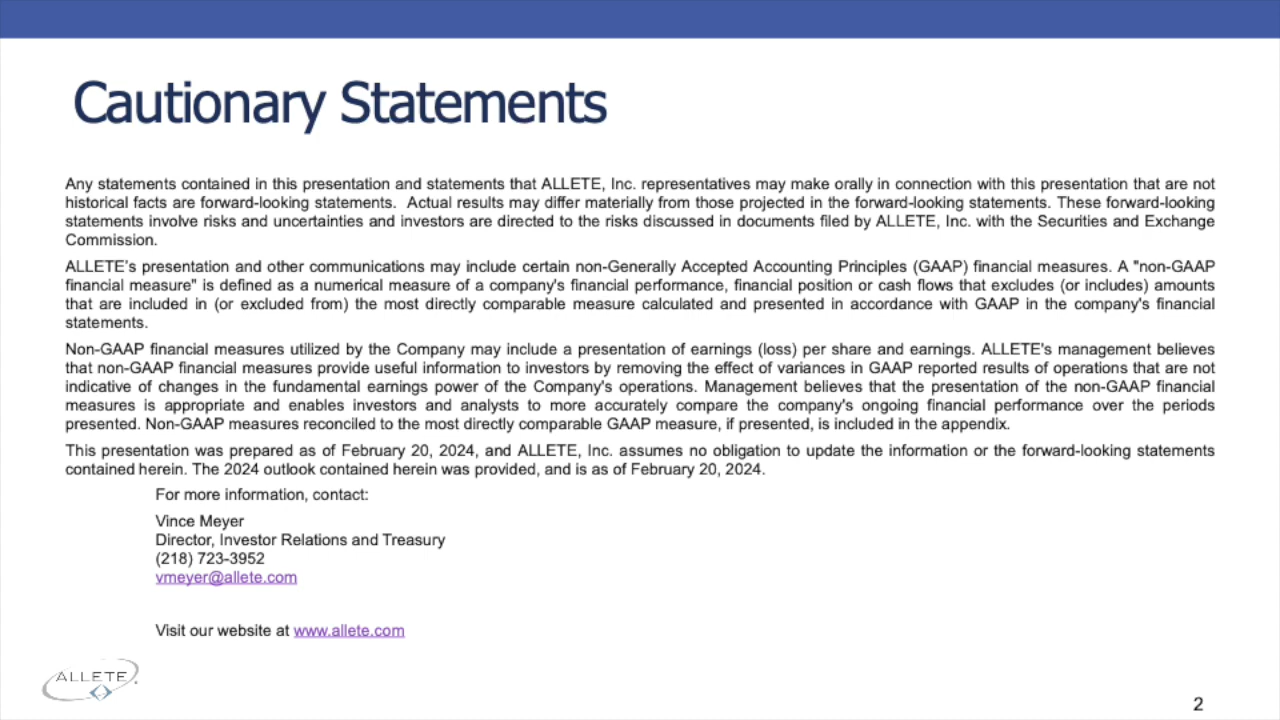 Cautionary Statements
Any statements contained in this presentation and statements that ALLETE, Inc. representatives may make orally in connection with this presentation that are not
historical facts are forward-looking statements.  Actual results may differ materially from those projected in the forward-looking statements. These forward-looking
statements involve risks and uncertainties and investors are directed to the risks discussed in documents filed by ALLETE, Inc. with the Securities and Exchange
Commission.
ALLETE's presentation and other communications may include certain non-Generally Accepted Accounting Principles (GAAP) financial measures. A "non-GAAP
financial measure" is defined as a numerical measure of a company's financial performance, financial position or cash flows that excludes (or includes) amounts
that are included in (or excluded from) the most directly comparable measure calculated and presented in accordance with GAAP in the company's financial
statements.
Non-GAAP financial measures utilized by the Company may include a presentation of earnings (loss) per share and earnings. ALLETE's management believes
that non-GAAP financial measures provide useful information to investors by removing the effect of variances in GAAP reported results of operations that are not
indicative of changes in the fundamental earnings power of the Company's operations. Management believes that the presentation of the non-GAAP financial
measures is appropriate and enables investors and analysts to more accurately compare the company's ongoing financial performance over the periods
presented. Non-GAAP measures reconciled to the most directly comparable GAAP measure, if presented, is included in the appendix.
This presentation was prepared as of February 20, 2024, and ALLETE, Inc. assumes no obligation to update the information or the forward-looking statements
contained herein. The 2024 outlook contained herein was provided, and is as of February 20, 2024.
For more information, contact:
Vince Meyer
Director, Investor Relations and Treasury
(218) 723-3952
vmeyer@allete.com
Visit our website at www.allete.com
ALLETE
2